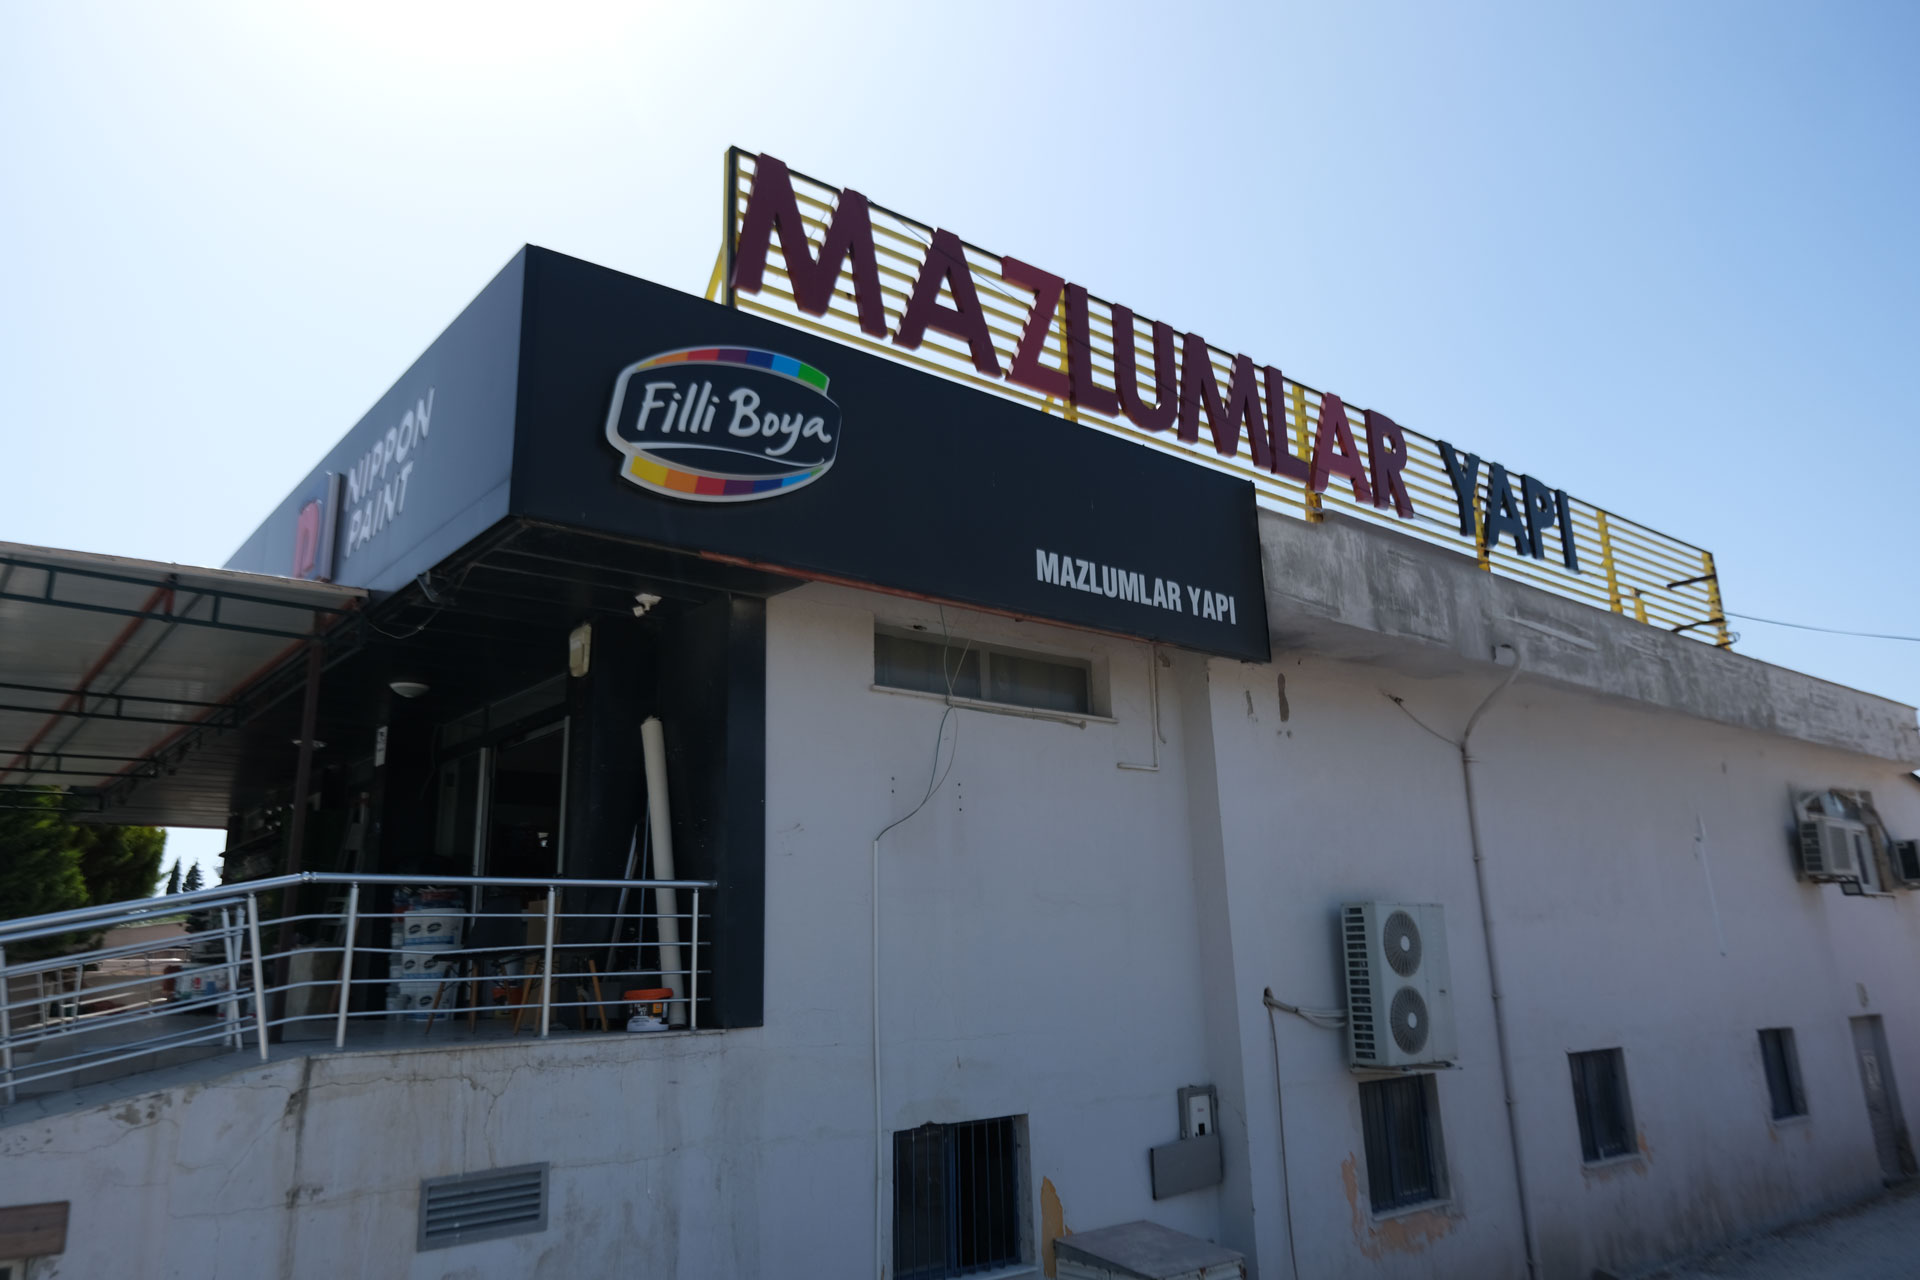 MAZLUMLAR YAPI
Filli Boya
NIPPON
PAINT
MAZLUMLAR YAPI